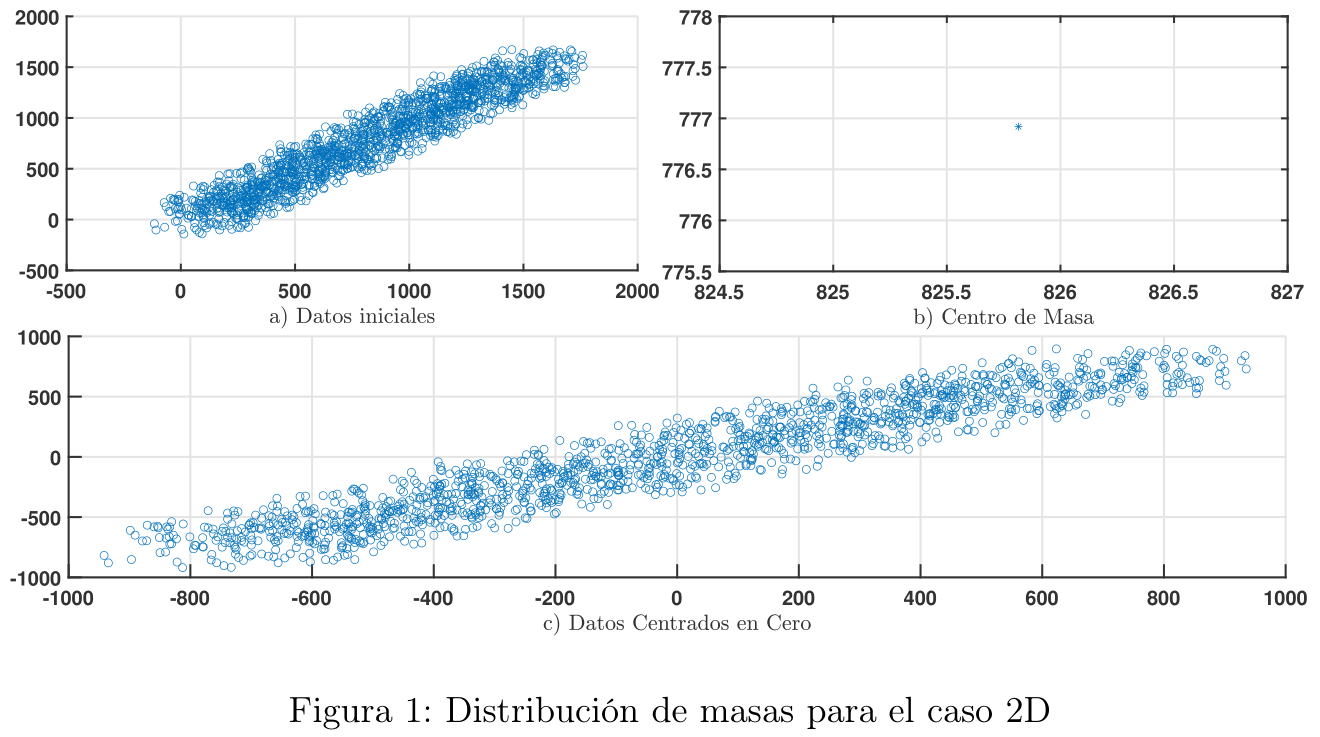 2000
1500
1000
500
0
-500
-500 0 500 1000 1500 2000
a) Datos iniciales
778
777.5
777
776.5
776
775.5
824.5 825 825.5 826 826.5 827
b) Centro de Masa
1000
500
0
-500
-1000
-1000 -800 -600 -400 -200 0 200 400 600 800 1000
c) Datos Centrados en Cero
Figura 1: Distribución de masas para el caso 2D